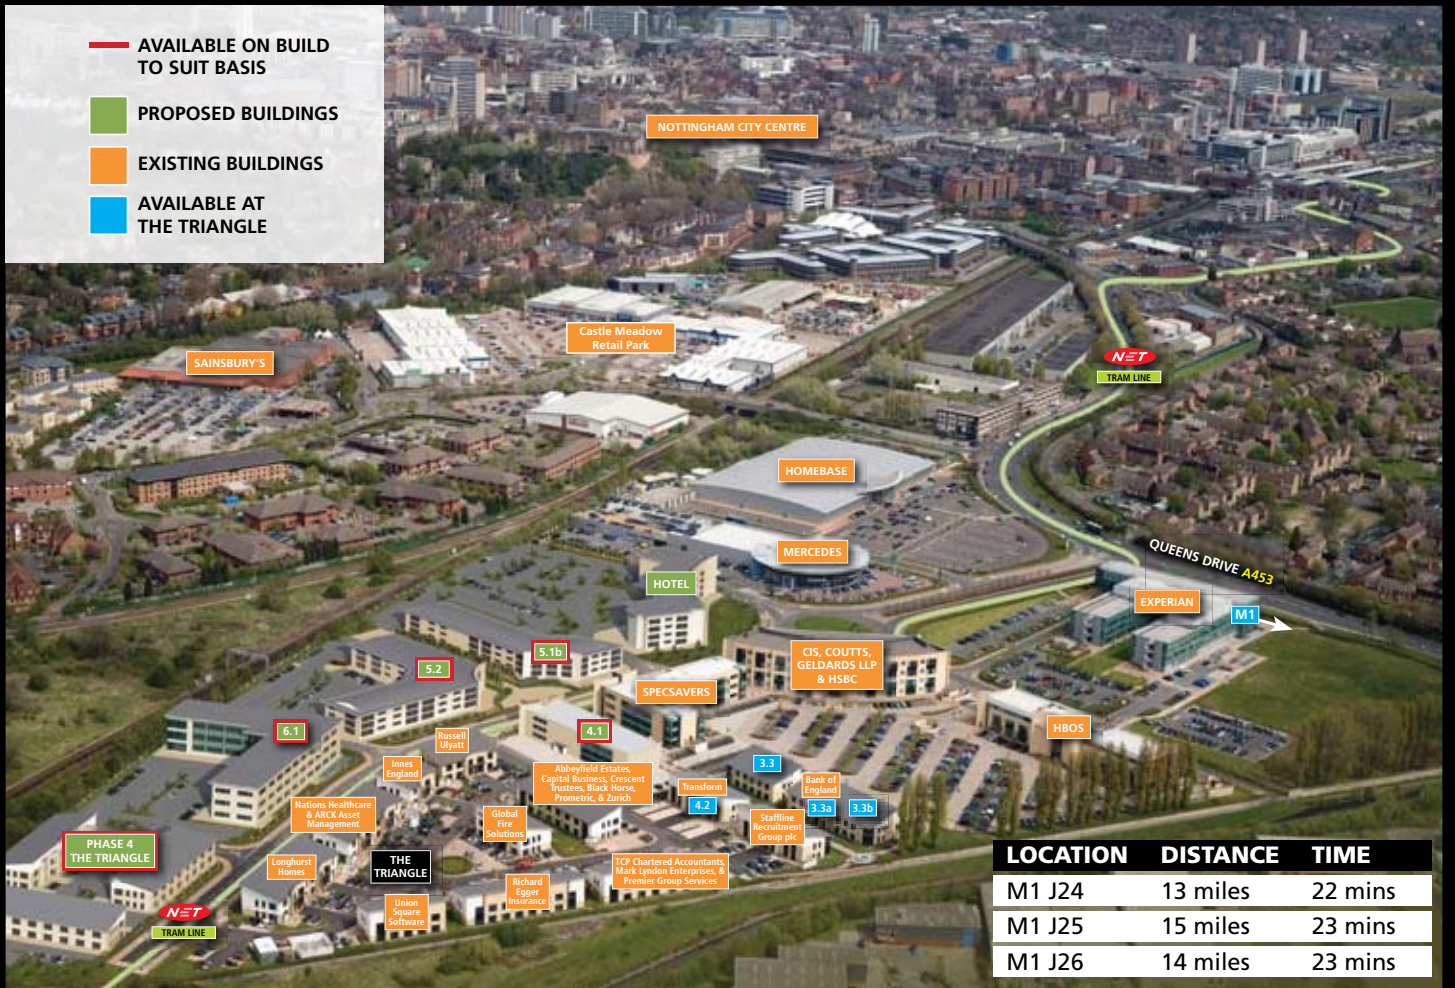 AVAILABLE ON BUILD
TO SUIT BASIS
PROPOSED BUILDINGS
EXISTING BUILDINGS
AVAILABLE AT
THE TRIANGLE
NOTTINGHAM CITY CENTRE
Castle Meadow
Retail Park
SAINSBURY'S
NET
TRAM LINE
HOMEBASE
MERCEDES
QUEENS DRIVE A453
HOTEL
EXPERIAN
M1
5.1b
5.2
CIS, COUTTS,
GELDARDS LLP
& HSBC
SPECSAVERS
6.1
4.1
HBOS
Russell
Ulyatt
Innes
England
Abbeyfield Estates,
Capital Business, Crescent
Trustees, Black Horse,
Prometric, & Zurich
3.3
Transform
4.2
Bank of
England
3.3a
3.3b
Nations Healthcare
& ARCK Asset
Management
Global
Fire
Solutions
Staffline
Recruitment
Group plc
PHASE 4
THE TRIANGLE
Longhurst
Homes
THE
TRIANGLE
TCP Chartered Accountants,
Mark Lyndon Enterprises, &
Premier Group Services
Richard
Egger
Insurance
Union
Square
Software
NET
TRAM LINE
LOCATION DISTANCE TIME
M1 J24 13 miles 22 mins
M1 J25 15 miles 23 mins
M1 J26 14 miles 23 mins